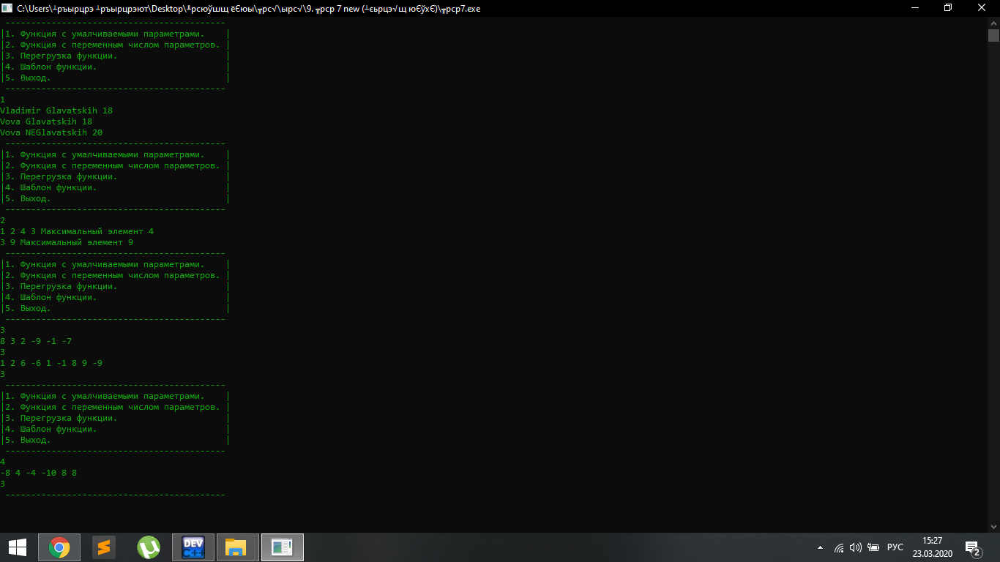 C:\Users\┴ръырцрэ ┴ръырцрэют\Desktop\╨рсюўшщ ёЄюы\╥рс√\ырс√\9. ╥рср 7 new (┴єьрцэ√щ юЄўхЄ)\╥рср7.exe
------------------------------------------
|1. Функция с умалчиваемыми параметрами. |
|2. Функция с переменным числом параметров. |
|3. Перегрузка функции. |
|4. Шаблон функции. |
|5. Выход. |
------------------------------------------
1
Vladimir Glavatskih 18
Vova Glavatskih 18
Vova NEGlavatskih 20
------------------------------------------
|1. Функция с умалчиваемыми параметрами. |
|2. Функция с переменным числом параметров. |
|3. Перегрузка функции. |
|4. Шаблон функции. |
|5. Выход. |
------------------------------------------
2
1 2 4 3 Максимальный элемент 4
3 9 Максимальный элемент 9
------------------------------------------
|1. Функция с умалчиваемыми параметрами. |
|2. Функция с переменным числом параметров. |
|3. Перегрузка функции. |
|4. Шаблон функции. |
|5. Выход. |
------------------------------------------
3
8 3 2 -9 -1 -7
3
1 2 6 -6 1 -1 8 9 -9
3
------------------------------------------
|1. Функция с умалчиваемыми параметрами. |
|2. Функция с переменным числом параметров. |
|3. Перегрузка функции. |
|4. Шаблон функции. |
|5. Выход. |
------------------------------------------
4
-8 4 -4 -10 8 8
3
------------------------------------------
DEV
C++
РУС
15:27
23.03.2020
2